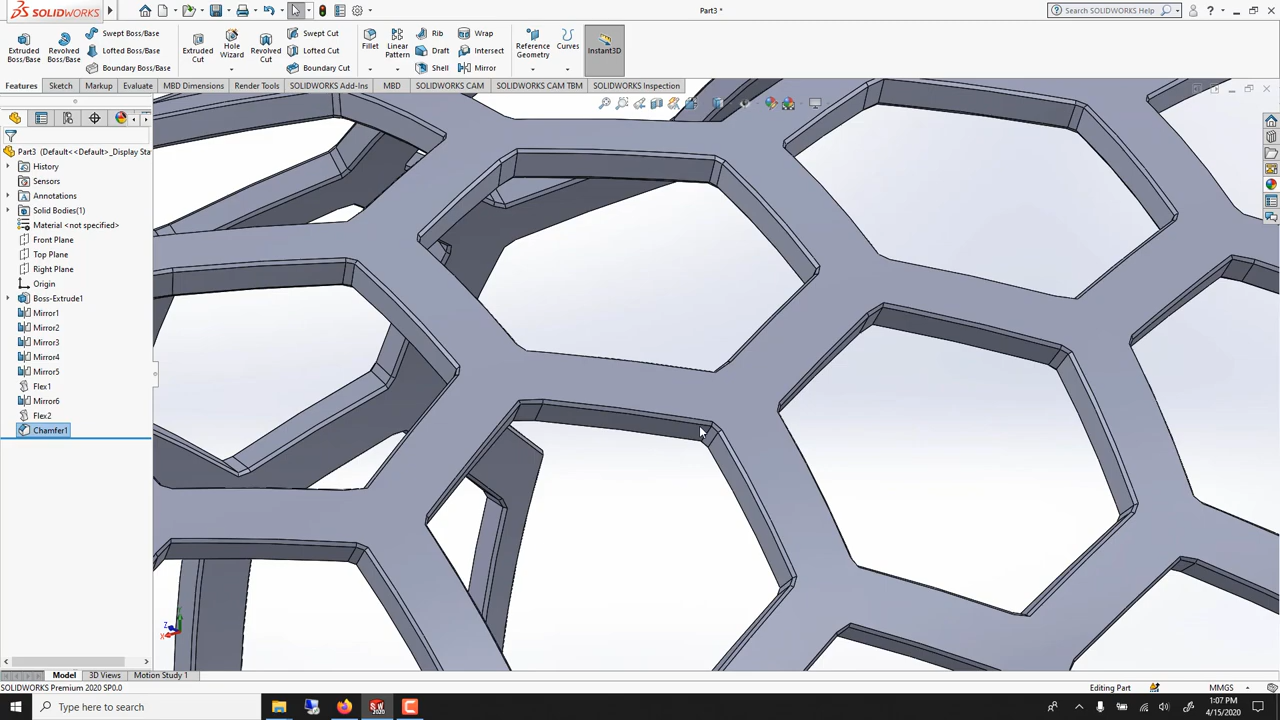 SOLIDWORKS
Part3 *
Search SOLIDWORKS Help
Extruded Boss/Base
Revolved Boss/Base
Swept Boss/Base
Lofted Boss/Base
Boundary Boss/Base
Extruded Cut
Hole Wizard
Revolved Cut
Swept Cut
Lofted Cut
Boundary Cut
Fillet
Linear Pattern
Rib
Draft
Shell
Wrap
Intersect
Mirror
Reference Geometry
Curves
Instant3D
Features
Sketch
Markup
Evaluate
MBD Dimensions
Render Tools
SOLIDWORKS Add-Ins
MBD
SOLIDWORKS CAM
SOLIDWORKS CAM TBM
SOLIDWORKS Inspection
Part3 (Default<<Default>_Display Sta
History
Sensors
Annotations
Solid Bodies(1)
Material <not specified>
Front Plane
Top Plane
Right Plane
Origin
Boss-Extrude1
Mirror1
Mirror2
Mirror3
Mirror4
Mirror5
Flex1
Mirror6
Flex2
Chamfer1
Y
Z
X
Model
3D Views
Motion Study 1
SOLIDWORKS Premium 2020 SP0.0
Editing Part
MMGS
Type here to search
1:07 PM
4/15/2020